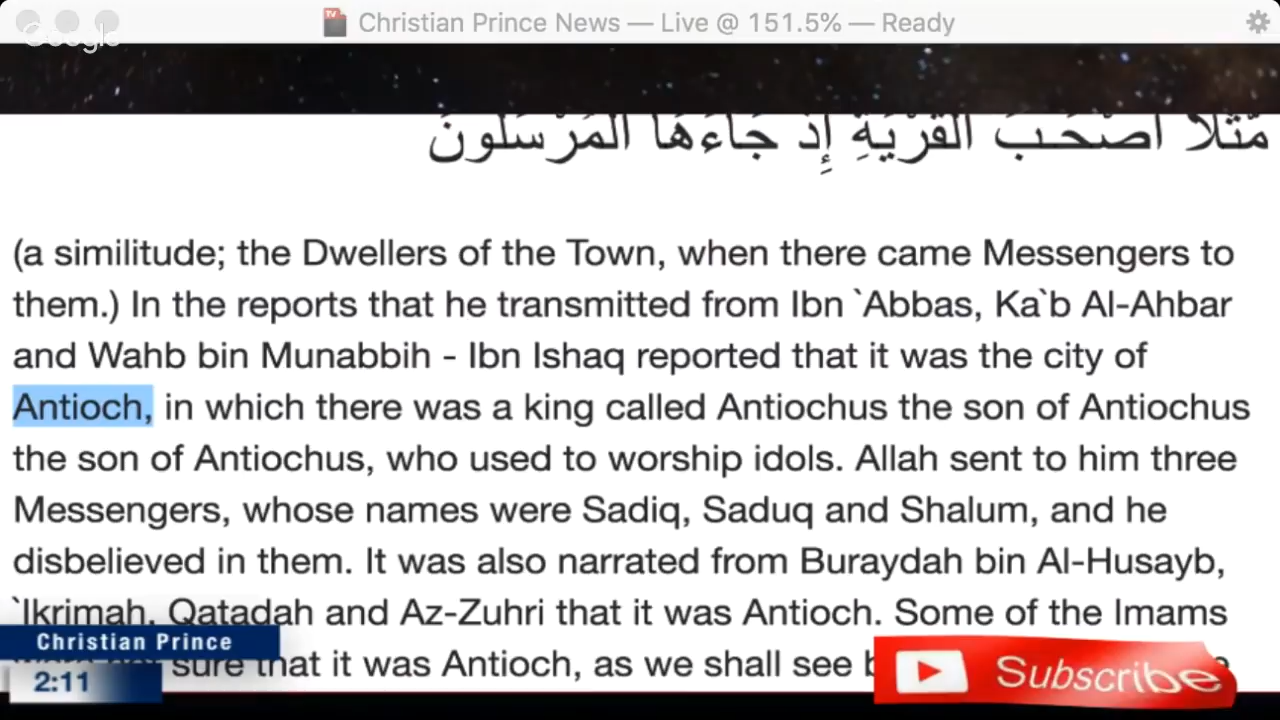 Google
Christian Prince News — Live @ 151.5% — Ready
مَّثَلاً أَصْحَـبَ القَرْيَةِ إِذْ جَآءَهَا الْمُرْسَلُونَ
(a similitude; the Dwellers of the Town, when there came Messengers to
them.) In the reports that he transmitted from Ibn `Abbas, Ka`b Al-Ahbar
and Wahb bin Munabbih - Ibn Ishaq reported that it was the city of
Antioch, in which there was a king called Antiochus the son of Antiochus
the son of Antiochus, who used to worship idols. Allah sent to him three
Messengers, whose names were Sadiq, Saduq and Shalum, and he
disbelieved in them. It was also narrated from Buraydah bin Al-Husayb,
`Ikrimah, Qatadah and Az-Zuhri that it was Antioch. Some of the Imams
sure that it was Antioch, as we shall see
Christian Prince
2:11
Subscribe